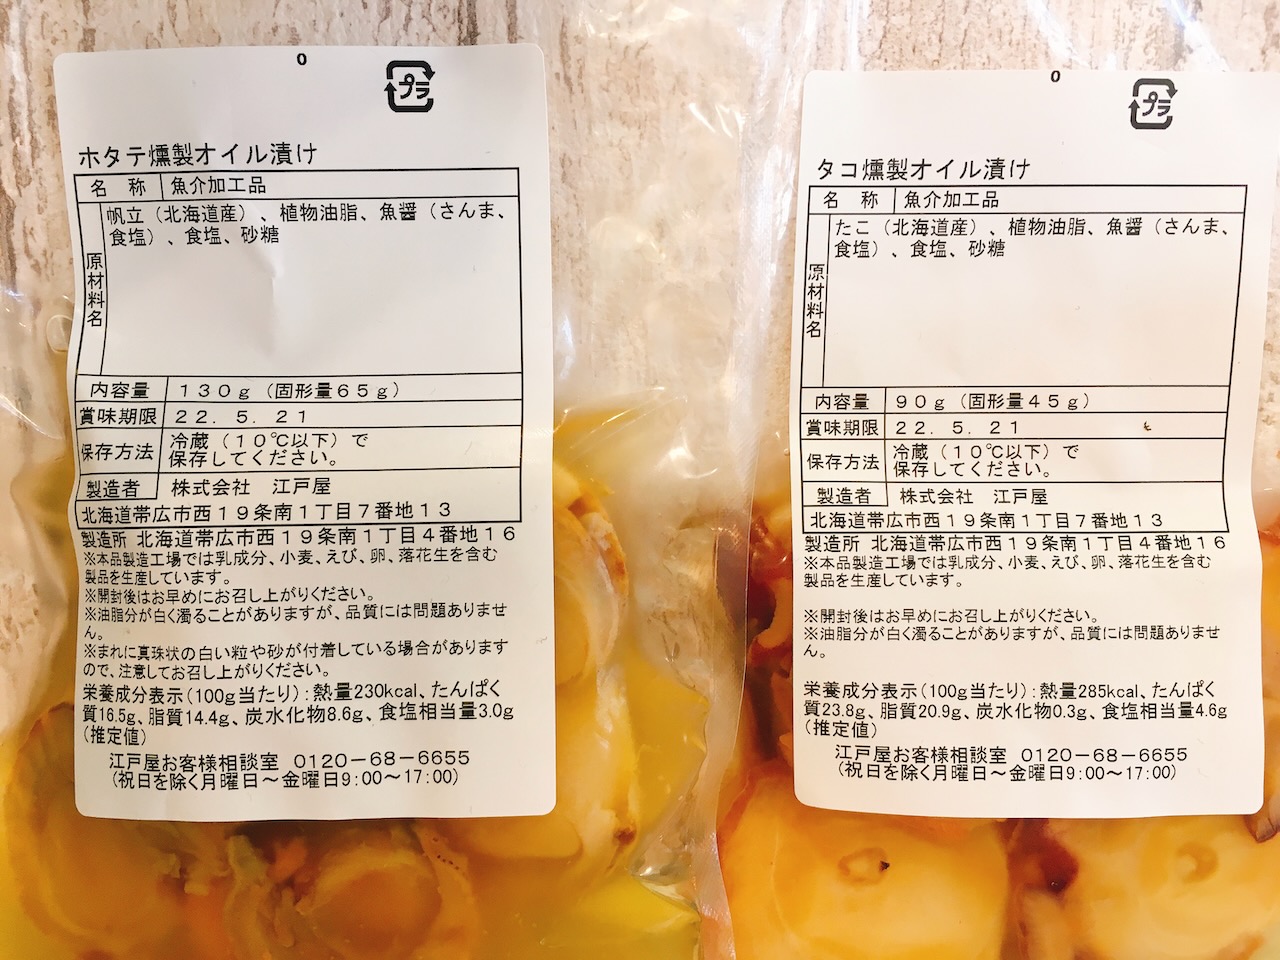 0
プラ
ホタテ燻製オイル漬け
名 称 魚介加工品
原材料名
帆立（北海道産）、植物油脂、魚醤（さんま、
食塩）、食塩、砂糖
内容量 １３０ｇ（固形量６５ｇ）
賞味期限 ２２．５．２１
保存方法 冷蔵（１０℃以下）で
保存してください。
製造者 株式会社 江戸屋
北海道帯広市西１９条南１丁目７番地１３
製造所 北海道帯広市西１９条南１丁目４番地１６
※本品製造工場では乳成分、小麦、えび、卵、落花生を含む
製品を生産しています。
※開封後はお早めにお召し上がりください。
※油脂分が白く濁ることがありますが、品質には問題ありませ
ん。
※まれに真珠状の白い粒や砂が付着している場合があります
ので、注意してお召し上がりください。
栄養成分表示（100g当たり）：熱量230kcal、たんぱく
質16.5g、脂質14.4g、炭水化物8.6g、食塩相当量3.0g
（推定値）
江戸屋お客様相談室 0120－68－6655
（祝日を除く月曜日～金曜日9:00～17:00）
0
プラ
タコ燻製オイル漬け
名 称 魚介加工品
原材料名
たこ（北海道産）、植物油脂、魚醤（さんま、
食塩）、食塩、砂糖
内容量 ９０ｇ（固形量４５ｇ）
賞味期限 ２２．５．２１
保存方法 冷蔵（１０℃以下）で
保存してください。
製造者 株式会社 江戸屋
北海道帯広市西１９条南１丁目７番地１３
製造所 北海道帯広市西１９条南１丁目４番地１６
※本品製造工場では乳成分、小麦、えび、卵、落花生を含む
製品を生産しています。
※開封後はお早めにお召し上がりください。
※油脂分が白く濁ることがありますが、品質には問題ありませ
ん。
栄養成分表示（100g当たり）：熱量285kcal、たんぱく
質23.8g、脂質20.9g、炭水化物0.3g、食塩相当量4.6g
（推定値）
江戸屋お客様相談室 0120－68－6655
（祝日を除く月曜日～金曜日9:00～17:00）